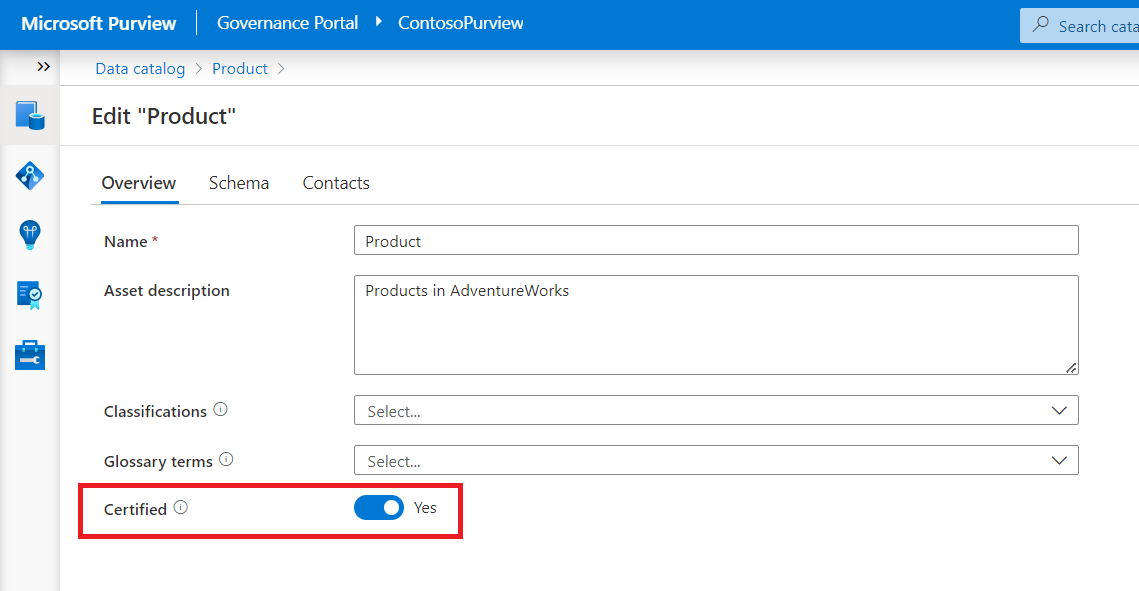 Microsoft Purview Governance Portal ContosoPurview Search cata
Data catalog > Product >
Edit "Product"
Overview Schema Contacts
Name * Product
Asset description Products in AdventureWorks
Classifications Select...
Glossary terms Select...
Certified Yes